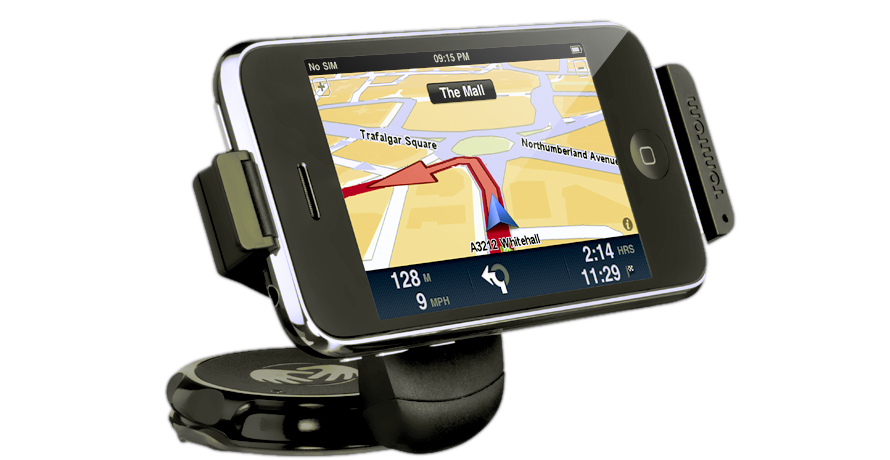 No SIM
09:15 PM
The Mall
Trafalgar Square
Northumberland Avenue
A3212 Whitehall
128 M
9 MPH
2:14 HRS
11:29
TOMTOM